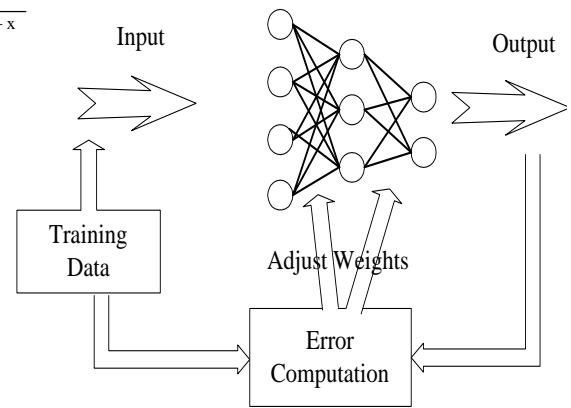 - x
Input
Output
Training
Data
Adjust Weights
Error
Computation